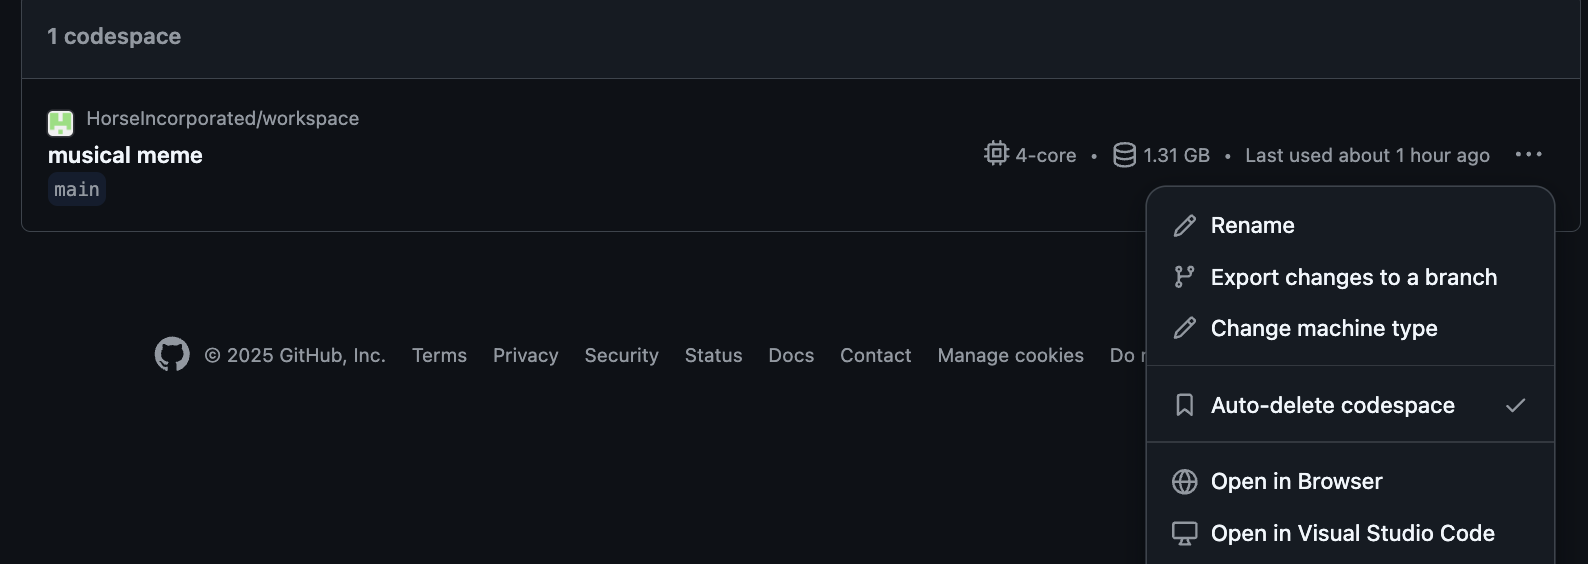 1 codespace
HorseIncorporated/workspace
musical meme
4-core • 1.31 GB • Last used about 1 hour ago
main
Rename
Export changes to a branch
Change machine type
Auto-delete codespace
Open in Browser
Open in Visual Studio Code
© 2025 GitHub, Inc. Terms Privacy Security Status Docs Contact Manage cookies Do